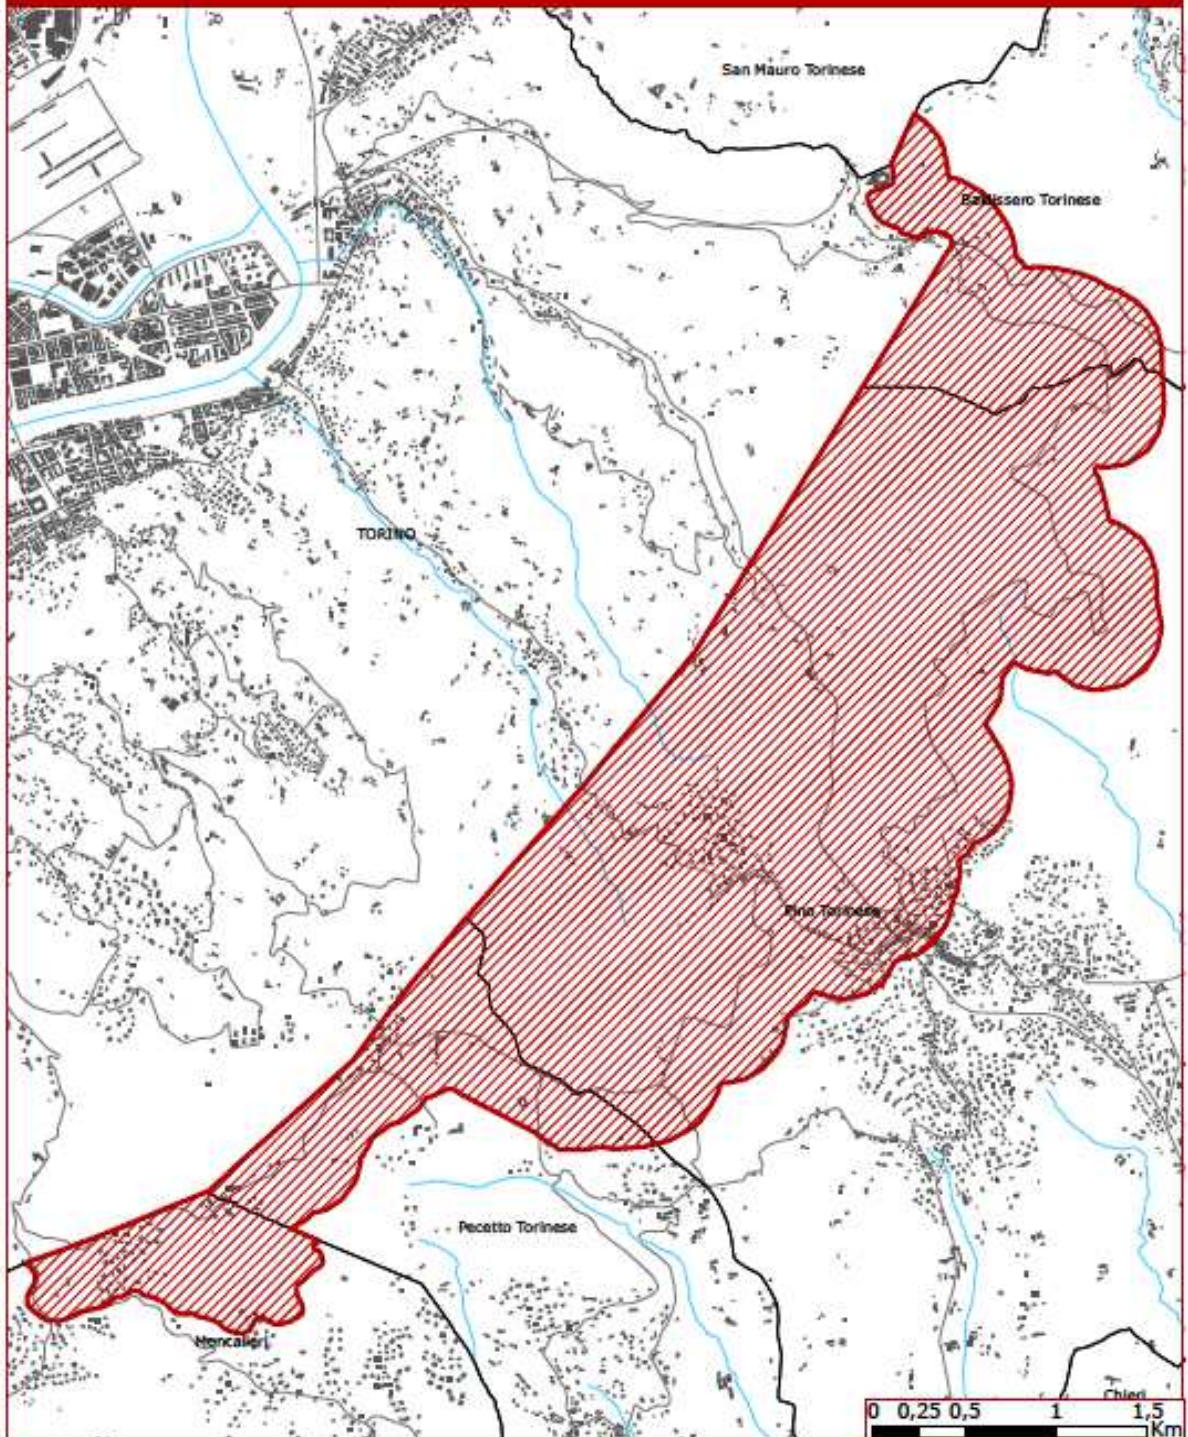 San Mauro Torinese
Baldissero Torinese
TORINO
Pino Torinese
Pecetto Torinese
Moncalieri
Chieri
0 0,25 0,5 1 1,5
Km